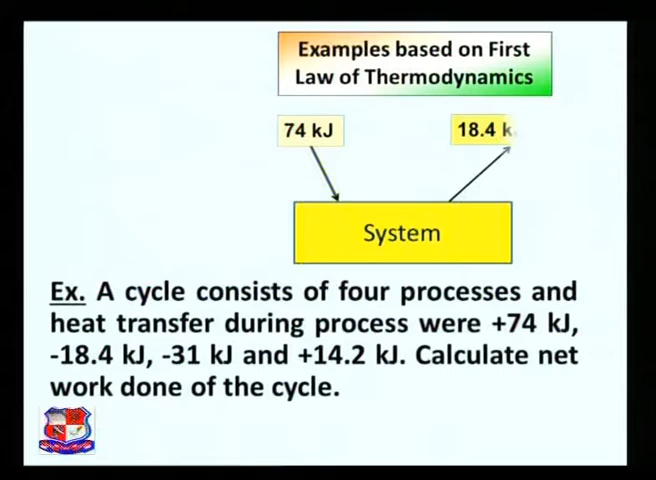 Examples based on First
Law of Thermodynamics
74 kJ
18.4 k
System
Ex. A cycle consists of four processes and
heat transfer during process were +74 kJ,
-18.4 kJ, -31 kJ and +14.2 kJ. Calculate net
work done of the cycle.